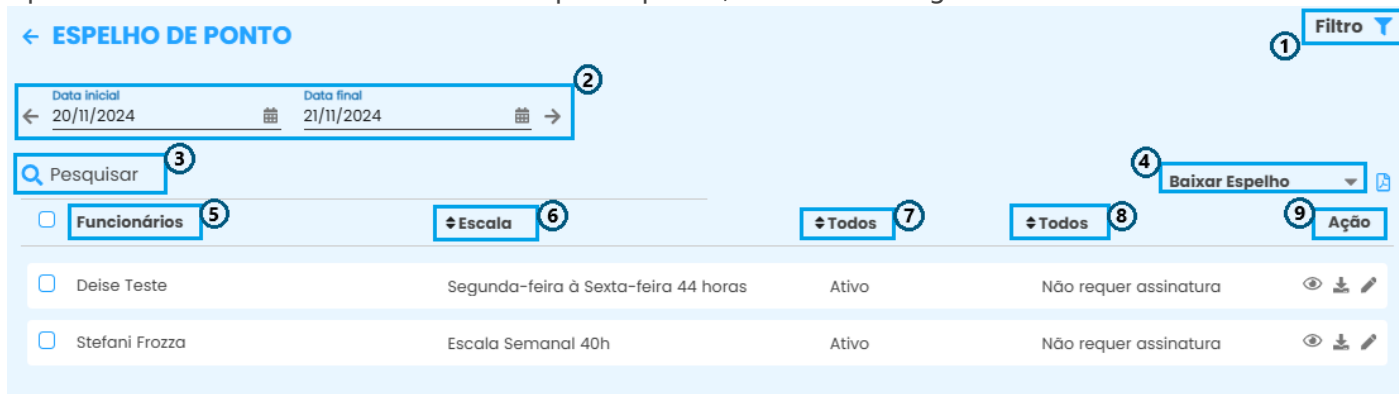 ESPELHO DE PONTO
Filtro
1
2
Data inicial Data final
20/11/2024 21/11/2024
3
Pesquisar
4
Baixar Espelho
Funcionários 5 Escala 6 Todos 7 Todos 8 9 Ação
Deise Teste Segunda-feira à Sexta-feira 44 horas Ativo Não requer assinatura
Stefani Frozza Escala Semanal 40h Ativo Não requer assinatura